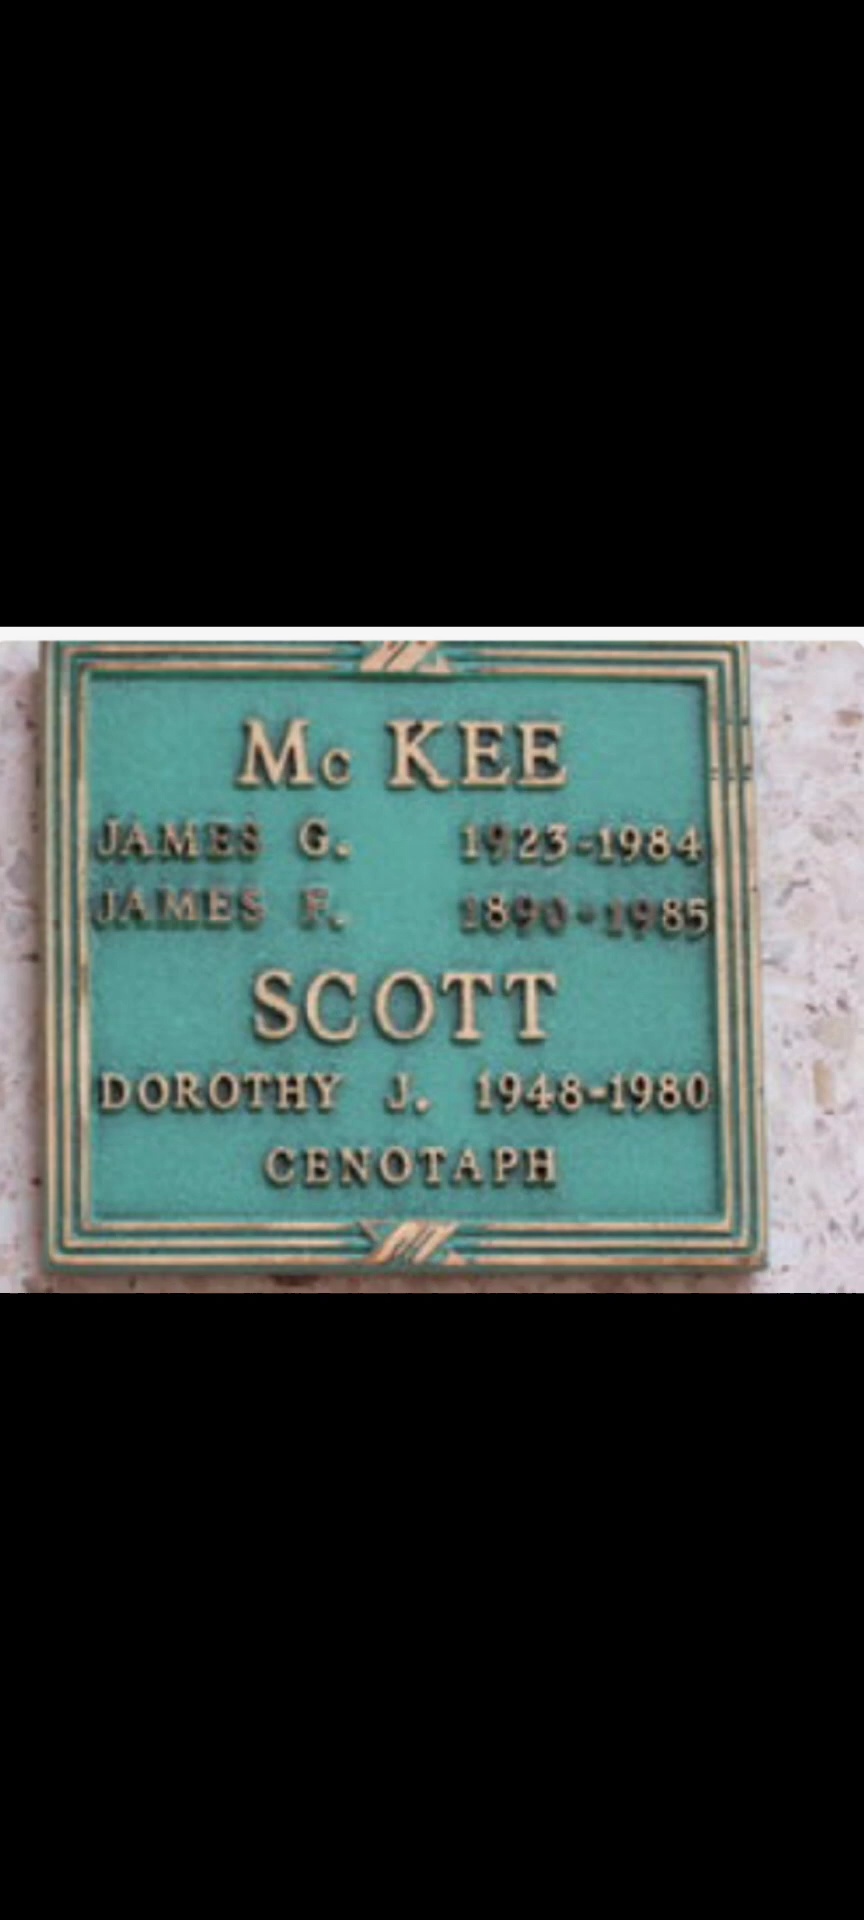 Mc KEE
JAMES G. 1923-1984
JAMES F. 1890-1985
SCOTT
DOROTHY J. 1948-1980
CENOTAPH